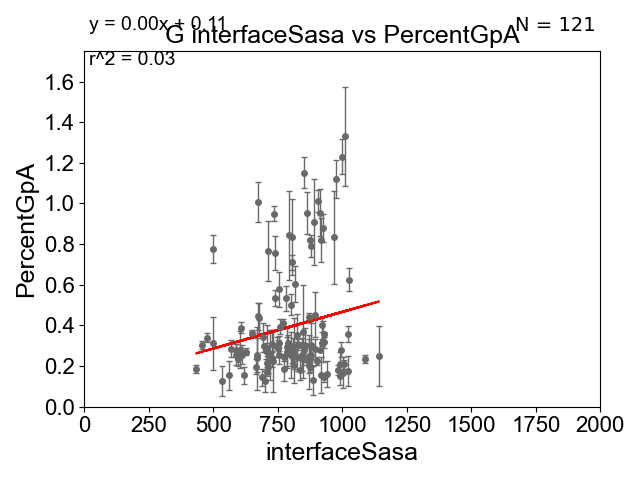 y = 0.00x + 0.11
N = 121
G interfaceSasa vs PercentGpA
r^2 = 0.03
PercentGpA
1.6
1.4
1.2
1.0
0.8
0.6
0.4
0.2
0.0
0 250 500 750 1000 1250 1500 1750 2000
interfaceSasa